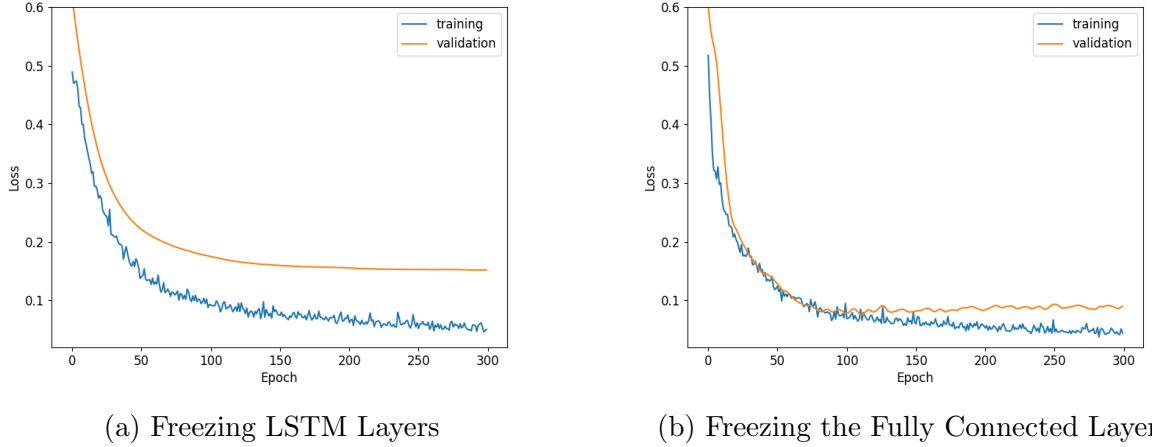 0.6
0.5
0.4
0.3
0.2
0.1
Loss
0 50 100 150 200 250 300
Epoch
training
validation
(a) Freezing LSTM Layers
0.6
0.5
0.4
0.3
0.2
0.1
Loss
0 50 100 150 200 250 300
Epoch
training
validation
(b) Freezing the Fully Connected Layer